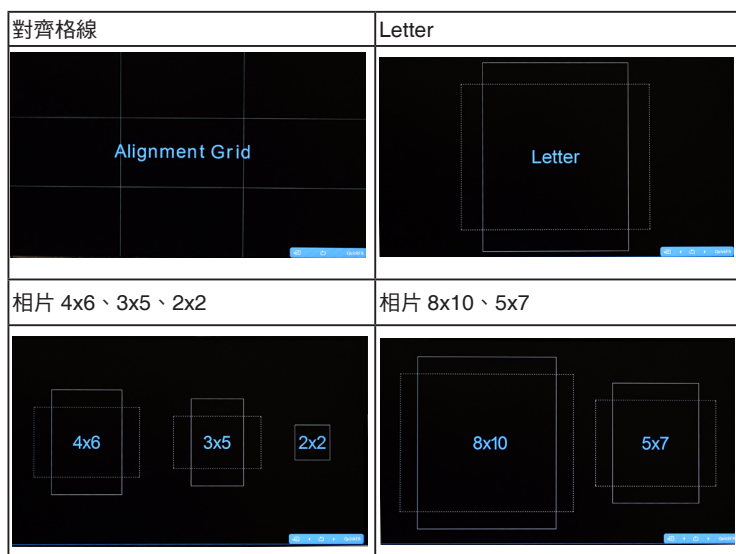 對齊格線
Letter
Alignment Grid
Letter
相片 4x6、3x5、2x2
相片 8x10、5x7
4x6
3x5
2x2
8x10
5x7